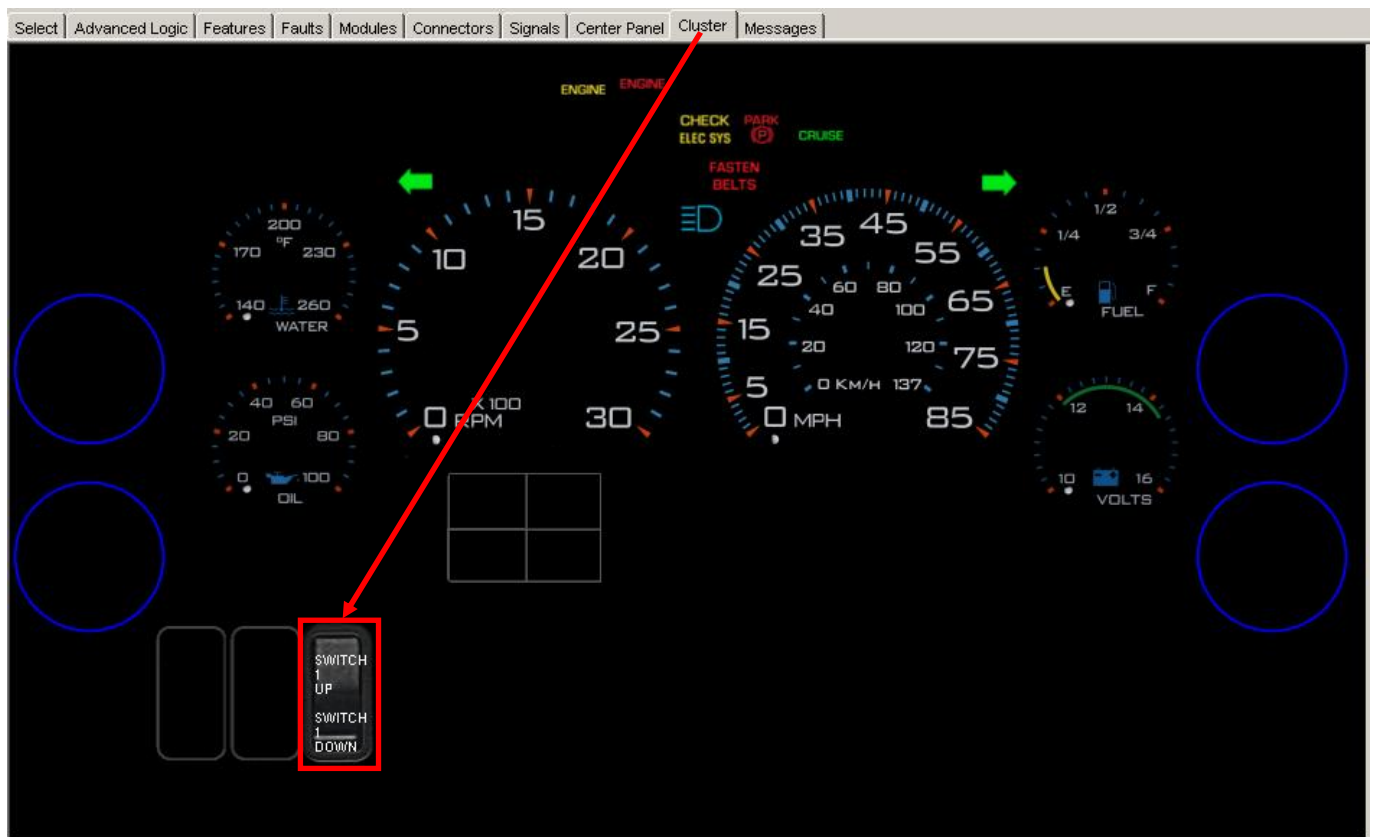 Select Advanced Logic Features Faults Modules Connectors Signals Center Panel Cluster Messages
ENGINE ENGINE
CHECK ELEC SYS
PARK
P
CRUISE
FASTEN
BELTS
200
°F
170 230
140 260
WATER
40 60
PSI
20 80
0 100
OIL
15
10 20
5 25
0 30
X 100
RPM
45
35 55
25 65
15 75
5
0 MPH 85
60 80
40 100
20 120
0 KM/H 137
1/2
1/4 3/4
E F
FUEL
12 14
10 16
VOLTS
SWITCH
1
UP
SWITCH
1
DOWN